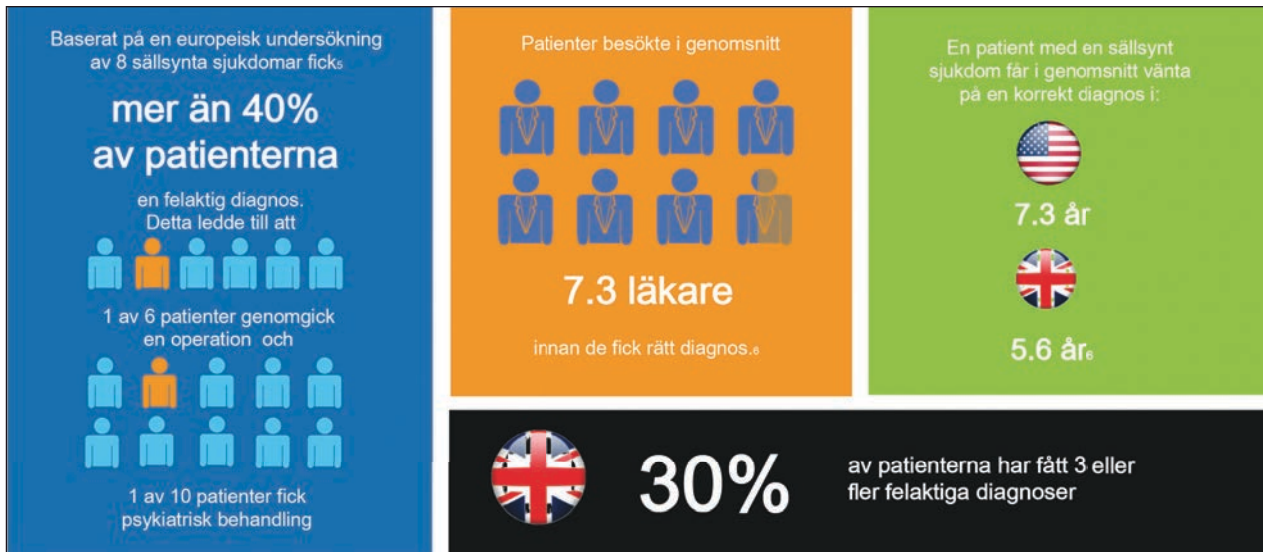 Baserat på en europeisk undersökning
av 8 sällsynta sjukdomar fick5
mer än 40%
av patienterna
en felaktig diagnos.
Detta ledde till att
1 av 6 patienter genomgick
en operation och
1 av 10 patienter fick
psykiatrisk behandling
Patienter besökte i genomsnitt
7.3 läkare
innan de fick rätt diagnos.6
En patient med en sällsynt
sjukdom får i genomsnitt vänta
på en korrekt diagnos i:
7.3 år
5.6 år6
30%
av patienterna har fått 3 eller
fler felaktiga diagnoser